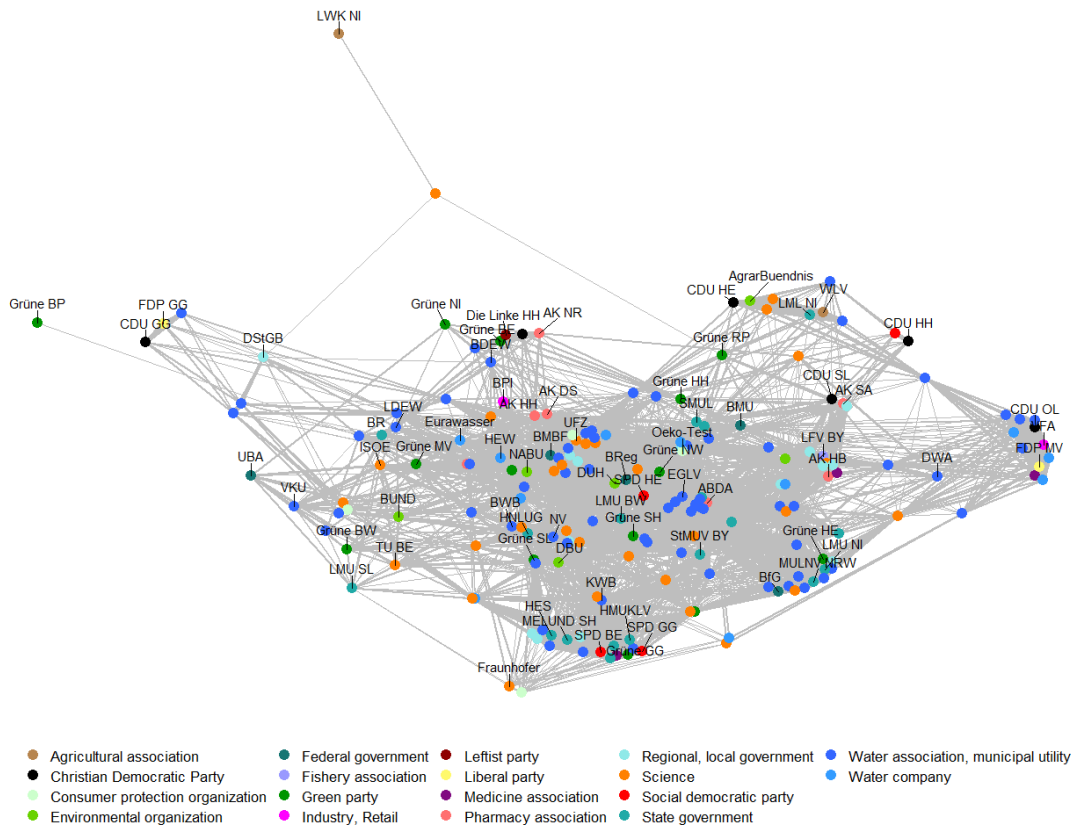 LWK NI
Grüne BP
FDP GG
CDU GG
DStGB
Grüne NI
Die Linke HH
AK NR
Grüne BE
BDEW
AgrarBuendnis
CDU HE
LML NI
WLV
CDU HH
Grüne RP
BPI
AK HH
AK DS
Grüne HH
CDU SL
AK SA
LDEW
BR
Eurawasser
UFZ
SMUL
BMU
CDU OL
FA
FDP MV
ISOE
Grüne MV
HEW
BMBF
NABU
Oeko-Test
Grüne NW
LFV BY
AK HB
DWA
UBA
VKU
BUND
DUH
BReg
SPD HE
EGLV
ABDA
BWB
HNLUG
NV
LMU BW
Grüne SH
Grüne BW
TU BE
Grüne SL
DBU
StMUV BY
Grüne HE
LMU NI
MULNV NRW
BfG
LMU SL
KWB
HES
MELUND SH
HMUKLV
SPD BE
SPD GG
Grüne GG
Fraunhofer
Agricultural association
Christian Democratic Party
Consumer protection organization
Environmental organization
Federal government
Fishery association
Green party
Industry, Retail
Leftist party
Liberal party
Medicine association
Pharmacy association
Regional, local government
Science
Social democratic party
State government
Water association, municipal utility
Water company